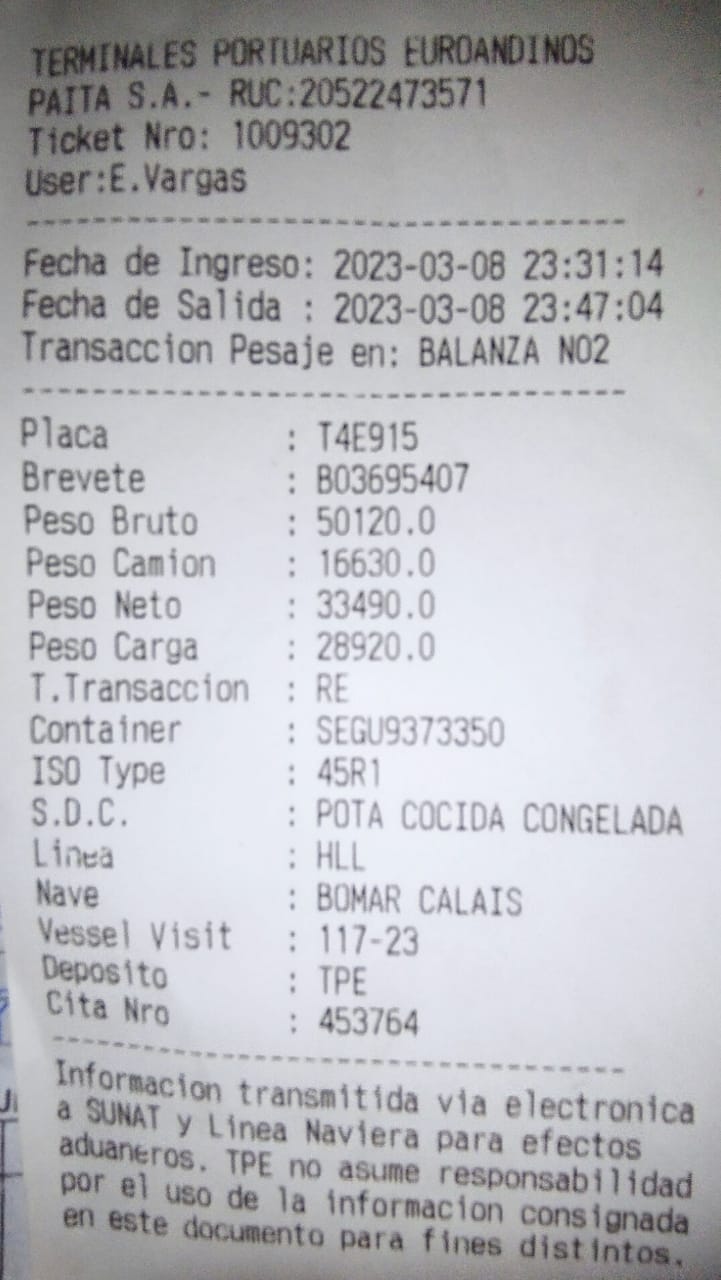 TERMINALES PORTUARIOS EUROANDINOS
PAITA S.A.- RUC:20522473571
Ticket Nro: 1009302
User:E.Vargas
Fecha de Ingreso: 2023-03-08 23:31:14
Fecha de Salida : 2023-03-08 23:47:04
Transaccion Pesaje en: BALANZA NO2
Placa : T4E915
Brevete : B03695407
Peso Bruto : 50120.0
Peso Camion : 16630.0
Peso Neto : 33490.0
Peso Carga : 28920.0
T.Transaccion : RE
Container : SEGU9373350
ISO Type : 45R1
S.D.C. : POTA COCIDA CONGELADA
Linea : HLL
Nave : BOMAR CALAIS
Vessel Visit : 117-23
Deposito : TPE
Cita Nro : 453764
Informacion transmitida via electronica
a SUNAT y Linea Naviera para efectos
aduaneros. TPE no asume responsabilidad
por el uso de la informacion consignada
en este documento para fines distintos.